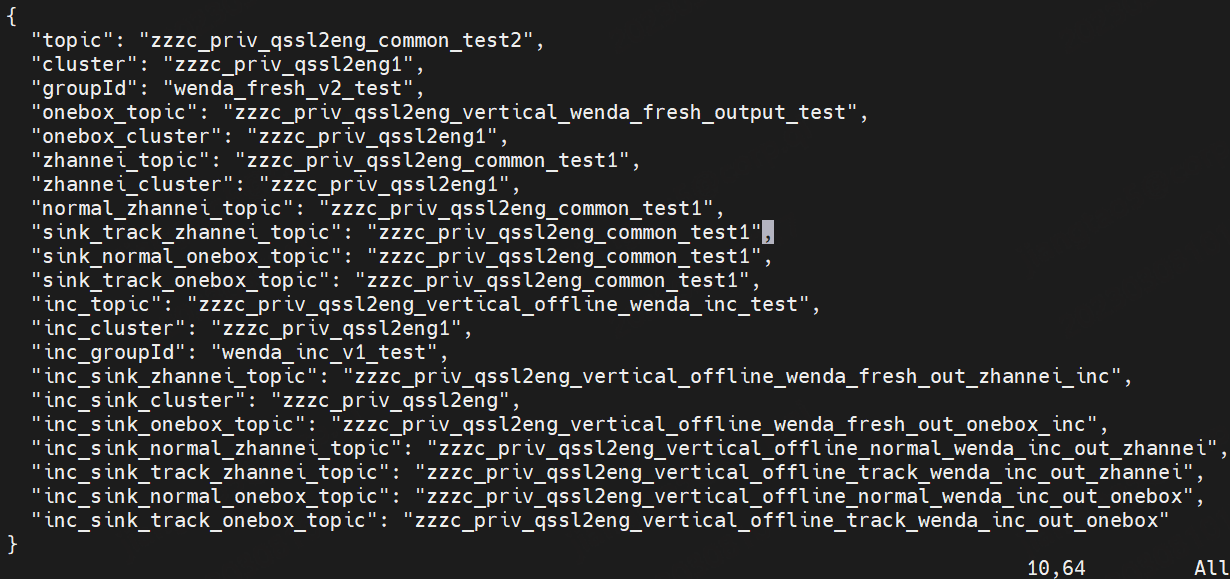 {
  "topic": "zzzc_priv_qssl2eng_common_test2",
  "cluster": "zzzc_priv_qssl2eng1",
  "groupId": "wenda_fresh_v2_test",
  "onebox_topic": "zzzc_priv_qssl2eng_vertical_wenda_fresh_output_test",
  "onebox_cluster": "zzzc_priv_qssl2eng1",
  "zhannei_topic": "zzzc_priv_qssl2eng_common_test1",
  "zhannei_cluster": "zzzc_priv_qssl2eng1",
  "normal_zhannei_topic": "zzzc_priv_qssl2eng_common_test1",
  "sink_track_zhannei_topic": "zzzc_priv_qssl2eng_common_test1",
  "sink_normal_onebox_topic": "zzzc_priv_qssl2eng_common_test1",
  "sink_track_onebox_topic": "zzzc_priv_qssl2eng_common_test1",
  "inc_topic": "zzzc_priv_qssl2eng_vertical_offline_wenda_inc_test",
  "inc_cluster": "zzzc_priv_qssl2eng1",
  "inc_groupId": "wenda_inc_v1_test",
  "inc_sink_zhannei_topic": "zzzc_priv_qssl2eng_vertical_offline_wenda_fresh_out_zhannei_inc",
  "inc_sink_cluster": "zzzc_priv_qssl2eng",
  "inc_sink_onebox_topic": "zzzc_priv_qssl2eng_vertical_offline_wenda_fresh_out_onebox_inc",
  "inc_sink_normal_zhannei_topic": "zzzc_priv_qssl2eng_vertical_offline_normal_wenda_inc_out_zhannei",
  "inc_sink_track_zhannei_topic": "zzzc_priv_qssl2eng_vertical_offline_track_wenda_inc_out_zhannei",
  "inc_sink_normal_onebox_topic": "zzzc_priv_qssl2eng_vertical_offline_normal_wenda_inc_out_onebox",
  "inc_sink_track_onebox_topic": "zzzc_priv_qssl2eng_vertical_offline_track_wenda_inc_out_onebox"
}
10,64 All